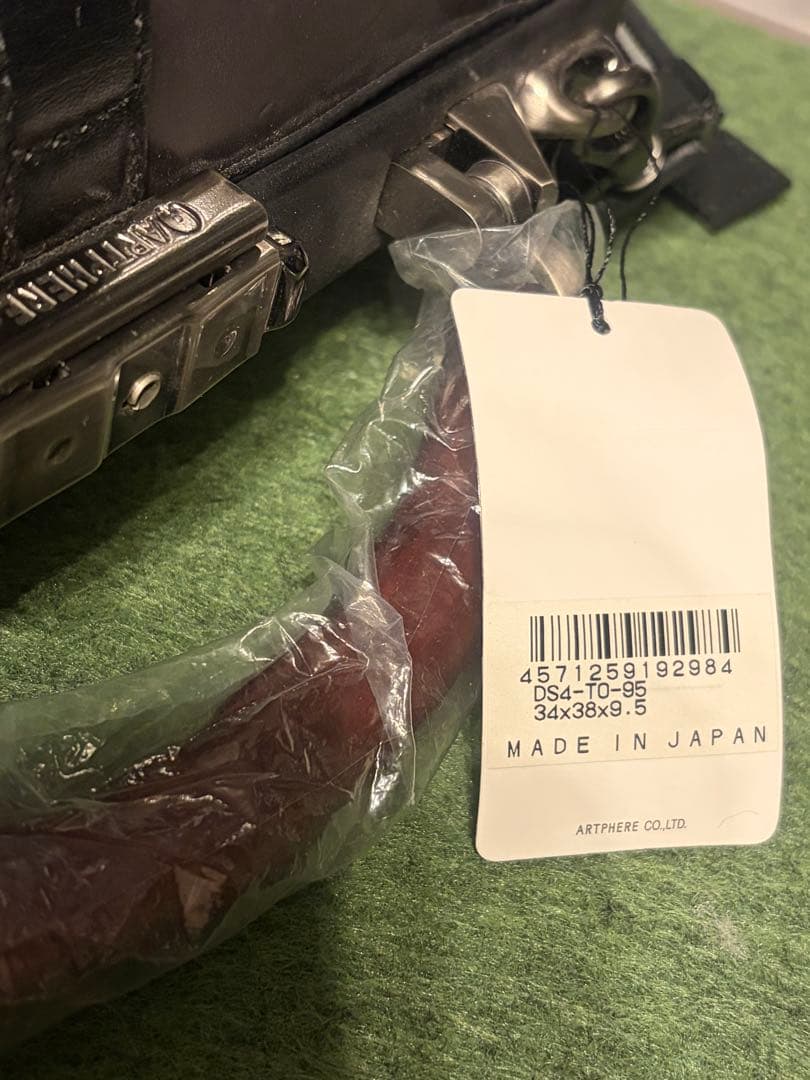 ARTPHERE
4571259192984
DS4-TO-95
34x38x9.5
MADE IN JAPAN
ARTPHERE CO.,LTD.